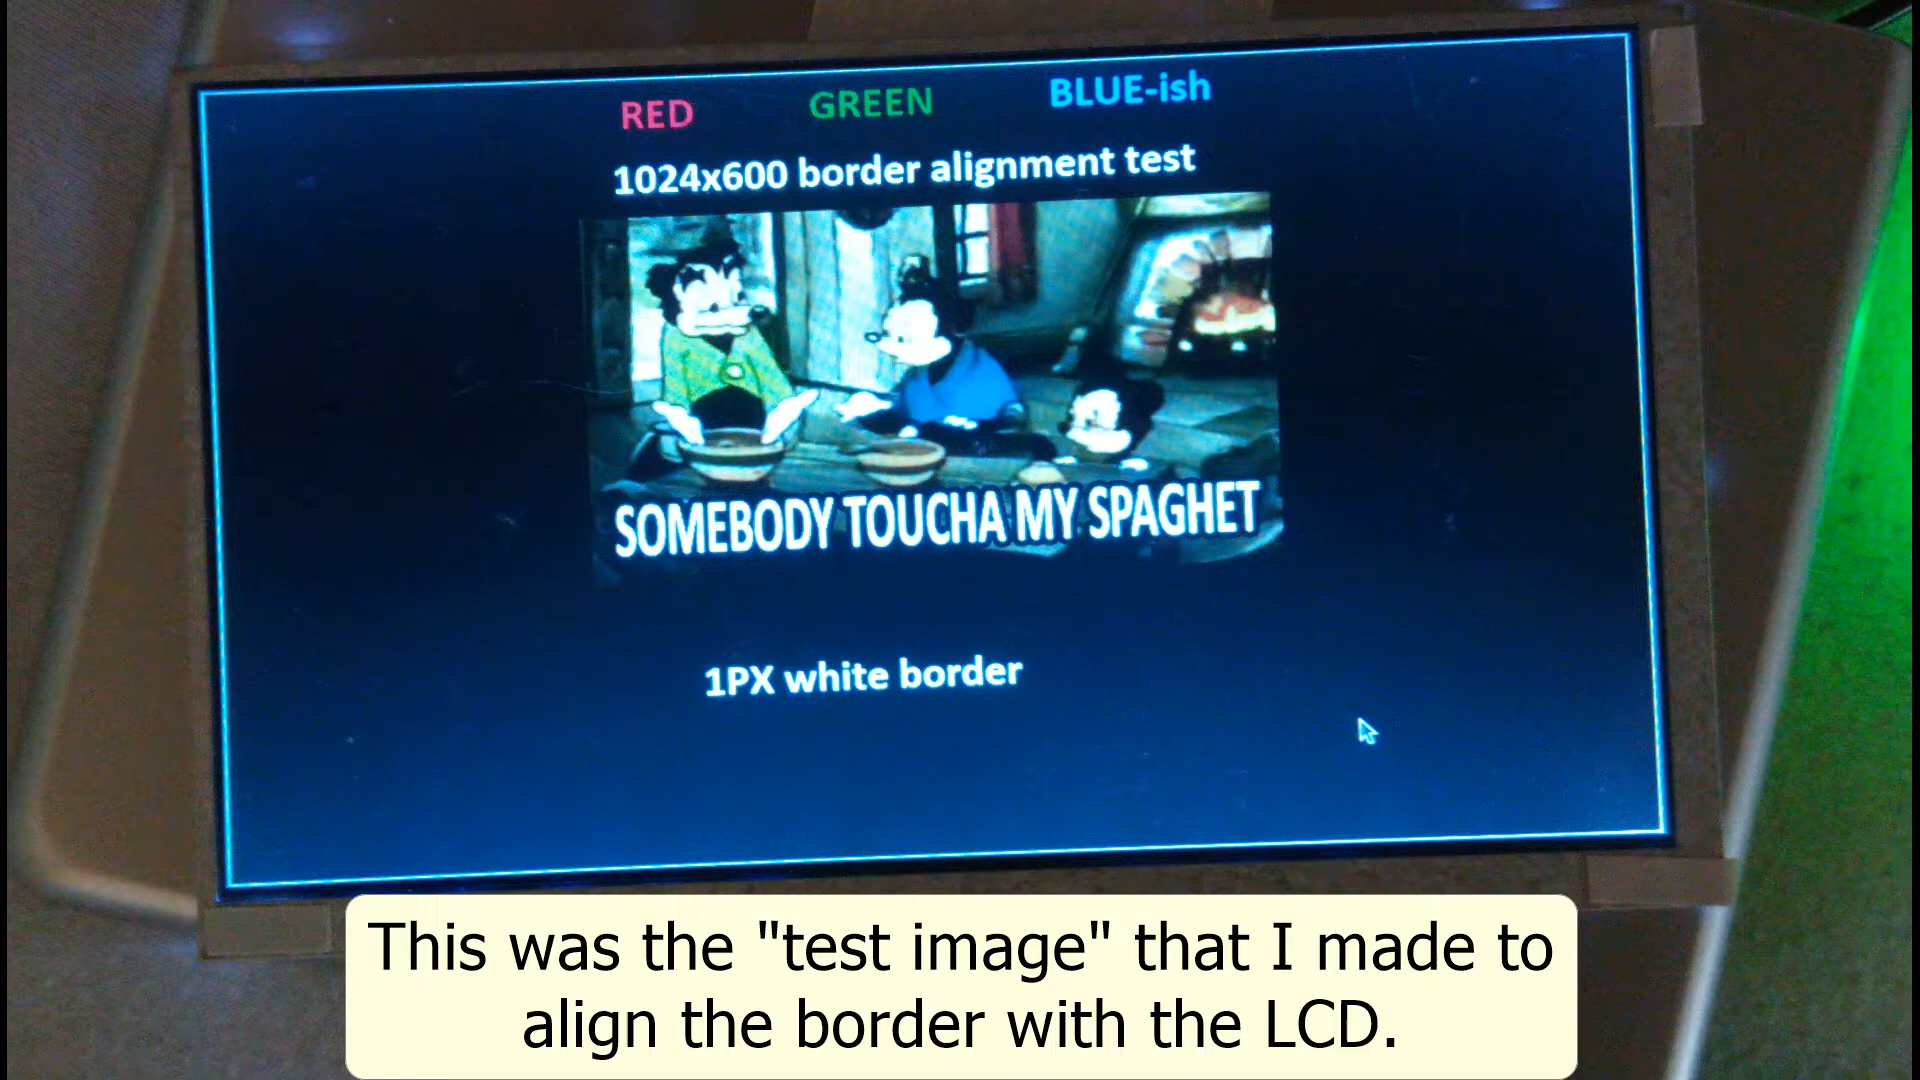 RED GREEN BLUE-ish
1024x600 border alignment test
SOMEBODY TOUCHA MY SPAGHET
1PX white border
This was the "test image" that I made to
align the border with the LCD.